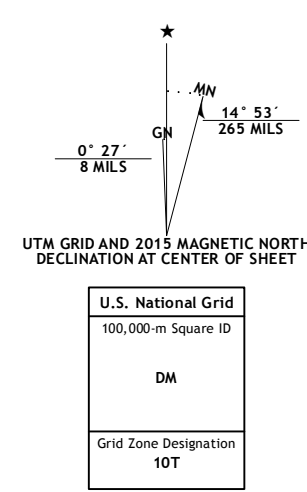 ★
MN
GN
14° 53´
265 MILS
0° 27´
8 MILS
UTM GRID AND 2015 MAGNETIC NORTH
DECLINATION AT CENTER OF SHEET
U.S. National Grid
100,000-m Square ID
DM
Grid Zone Designation
10T